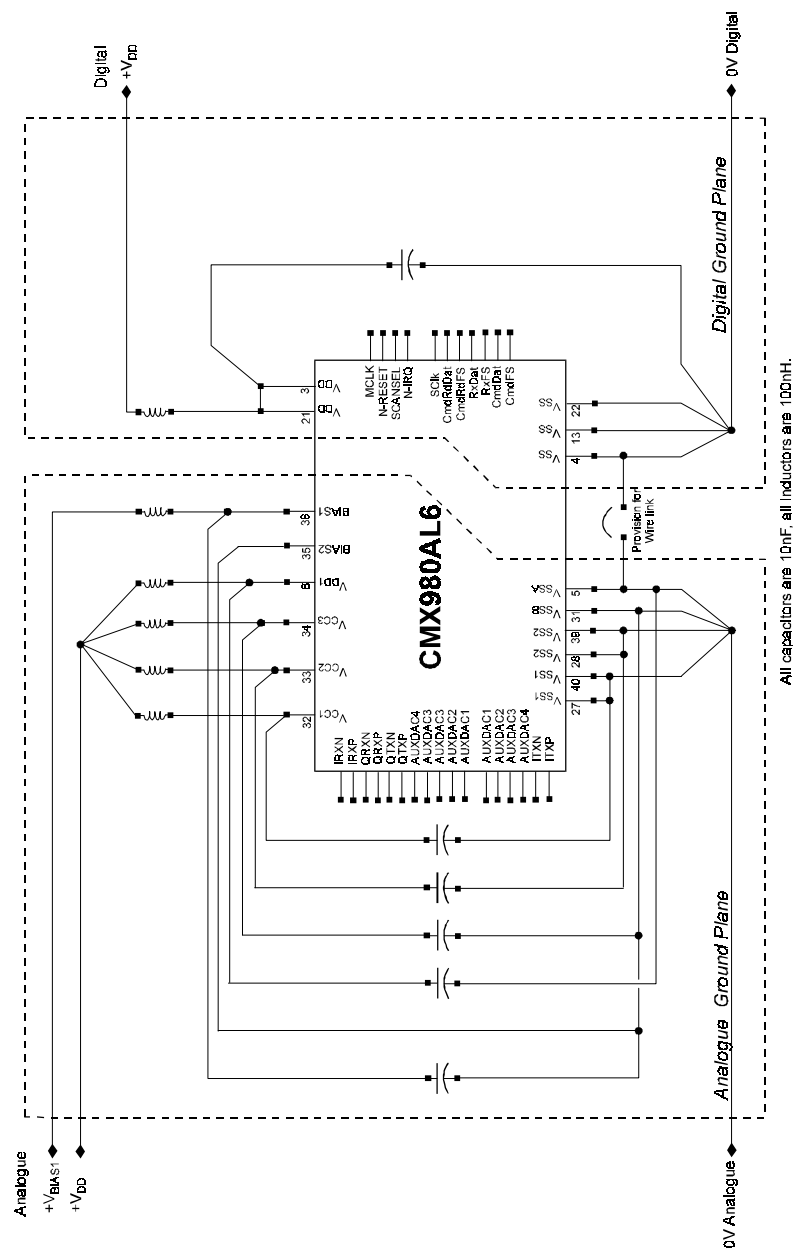 Digital
+VDD
0V Digital
Digital Ground Plane
3
VDD
21
VDD
MCLK
N-RESET
SCANSEL
N-IRQ
SClk
CmdRdDat
CmdRdFS
RxDat
RxFS
CmdDat
CmdFS
VSS
22
VSS
13
VSS
4
36
BIAS1
35
BIAS2
VDD1
34
VCC3
33
VCC2
32
VCC1
CMX980AL6
Provision for
Wire link
VSSA
5
31
VSS2
39
VSS2
28
VSS1
40
VSS1
27
IRXN
IRXP
QRXN
QRXP
QTXN
QTXP
AUXDAC4
AUXDAC3
AUXDAC3
AUXDAC2
AUXDAC1
AUXDAC1
AUXDAC2
AUXDAC3
AUXDAC4
ITXN
ITXP
Analogue Ground Plane
Analogue
+VBIAS1
+VDD
0V Analogue
All capacitors are 10nF, all Inductors are 100nH.